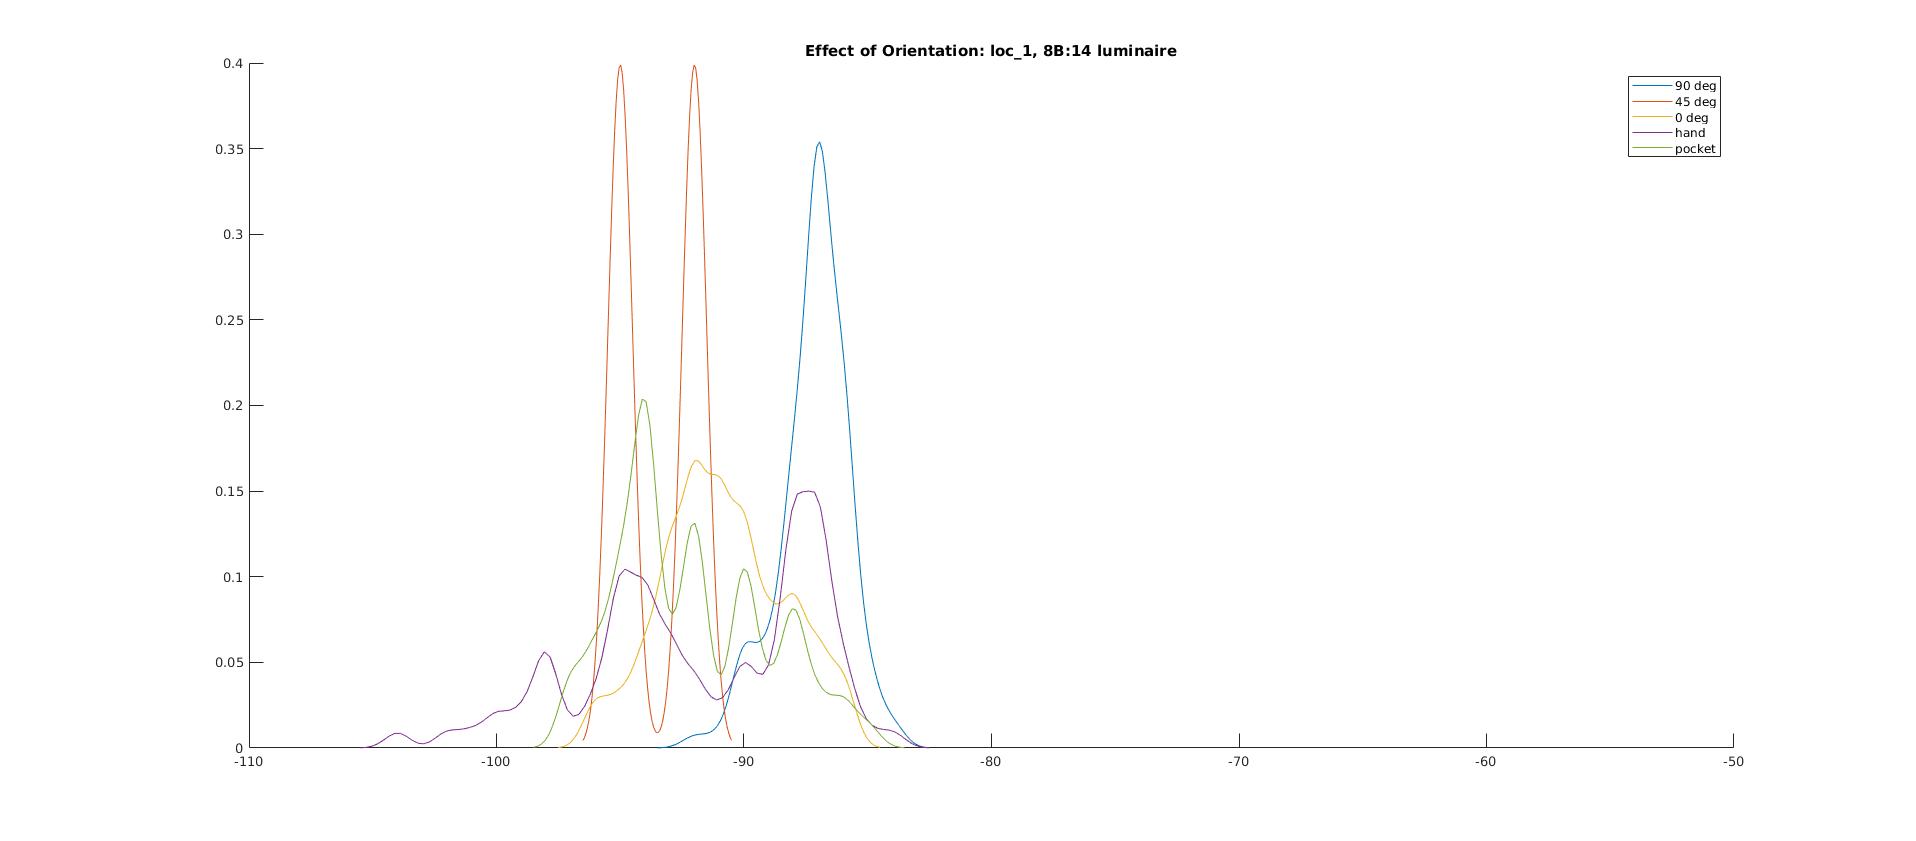 Effect of Orientation: loc_1, 8B:14 luminaire
0.4
0.35
0.3
0.25
0.2
0.15
0.1
0.05
0
-110
-100
-90
-80
-70
-60
-50
90 deg
45 deg
0 deg
hand
pocket